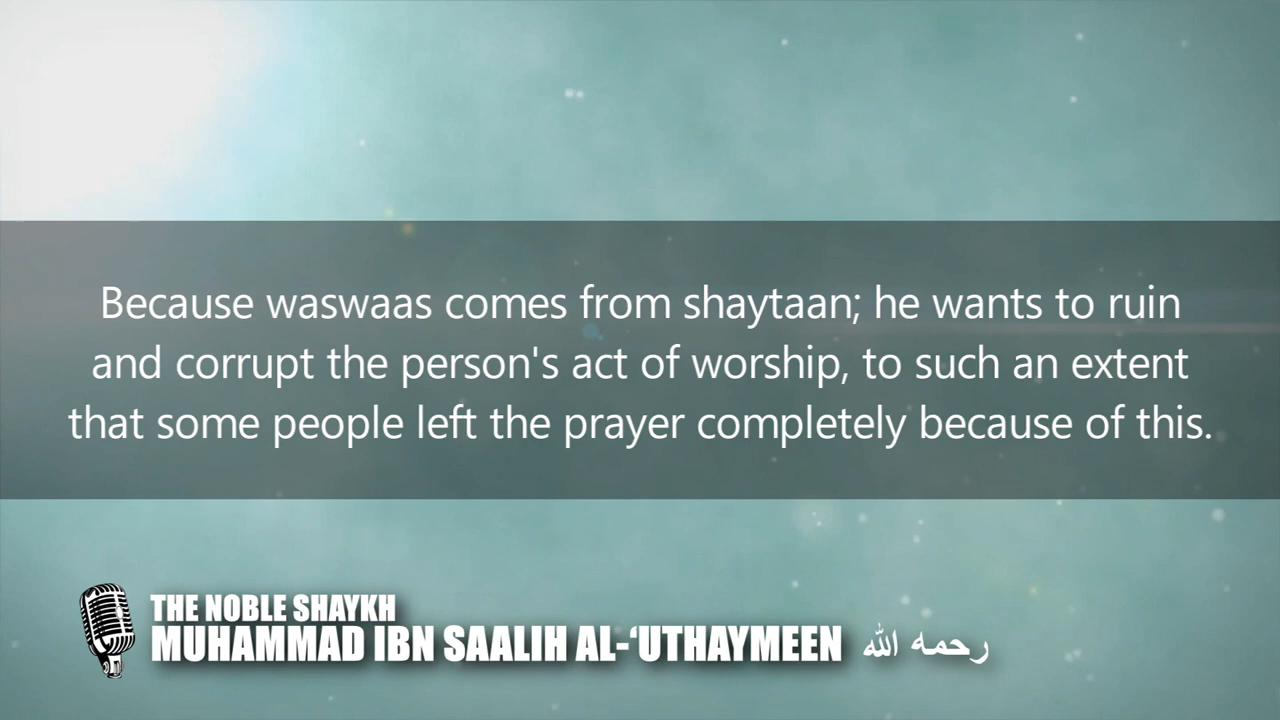 Because waswaas comes from shaytaan; he wants to ruin
and corrupt the person's act of worship, to such an extent
that some people left the prayer completely because of this.
THE NOBLE SHAYKH
MUHAMMAD IBN SAALIH AL-‘UTHAYMEEN رحمه الله